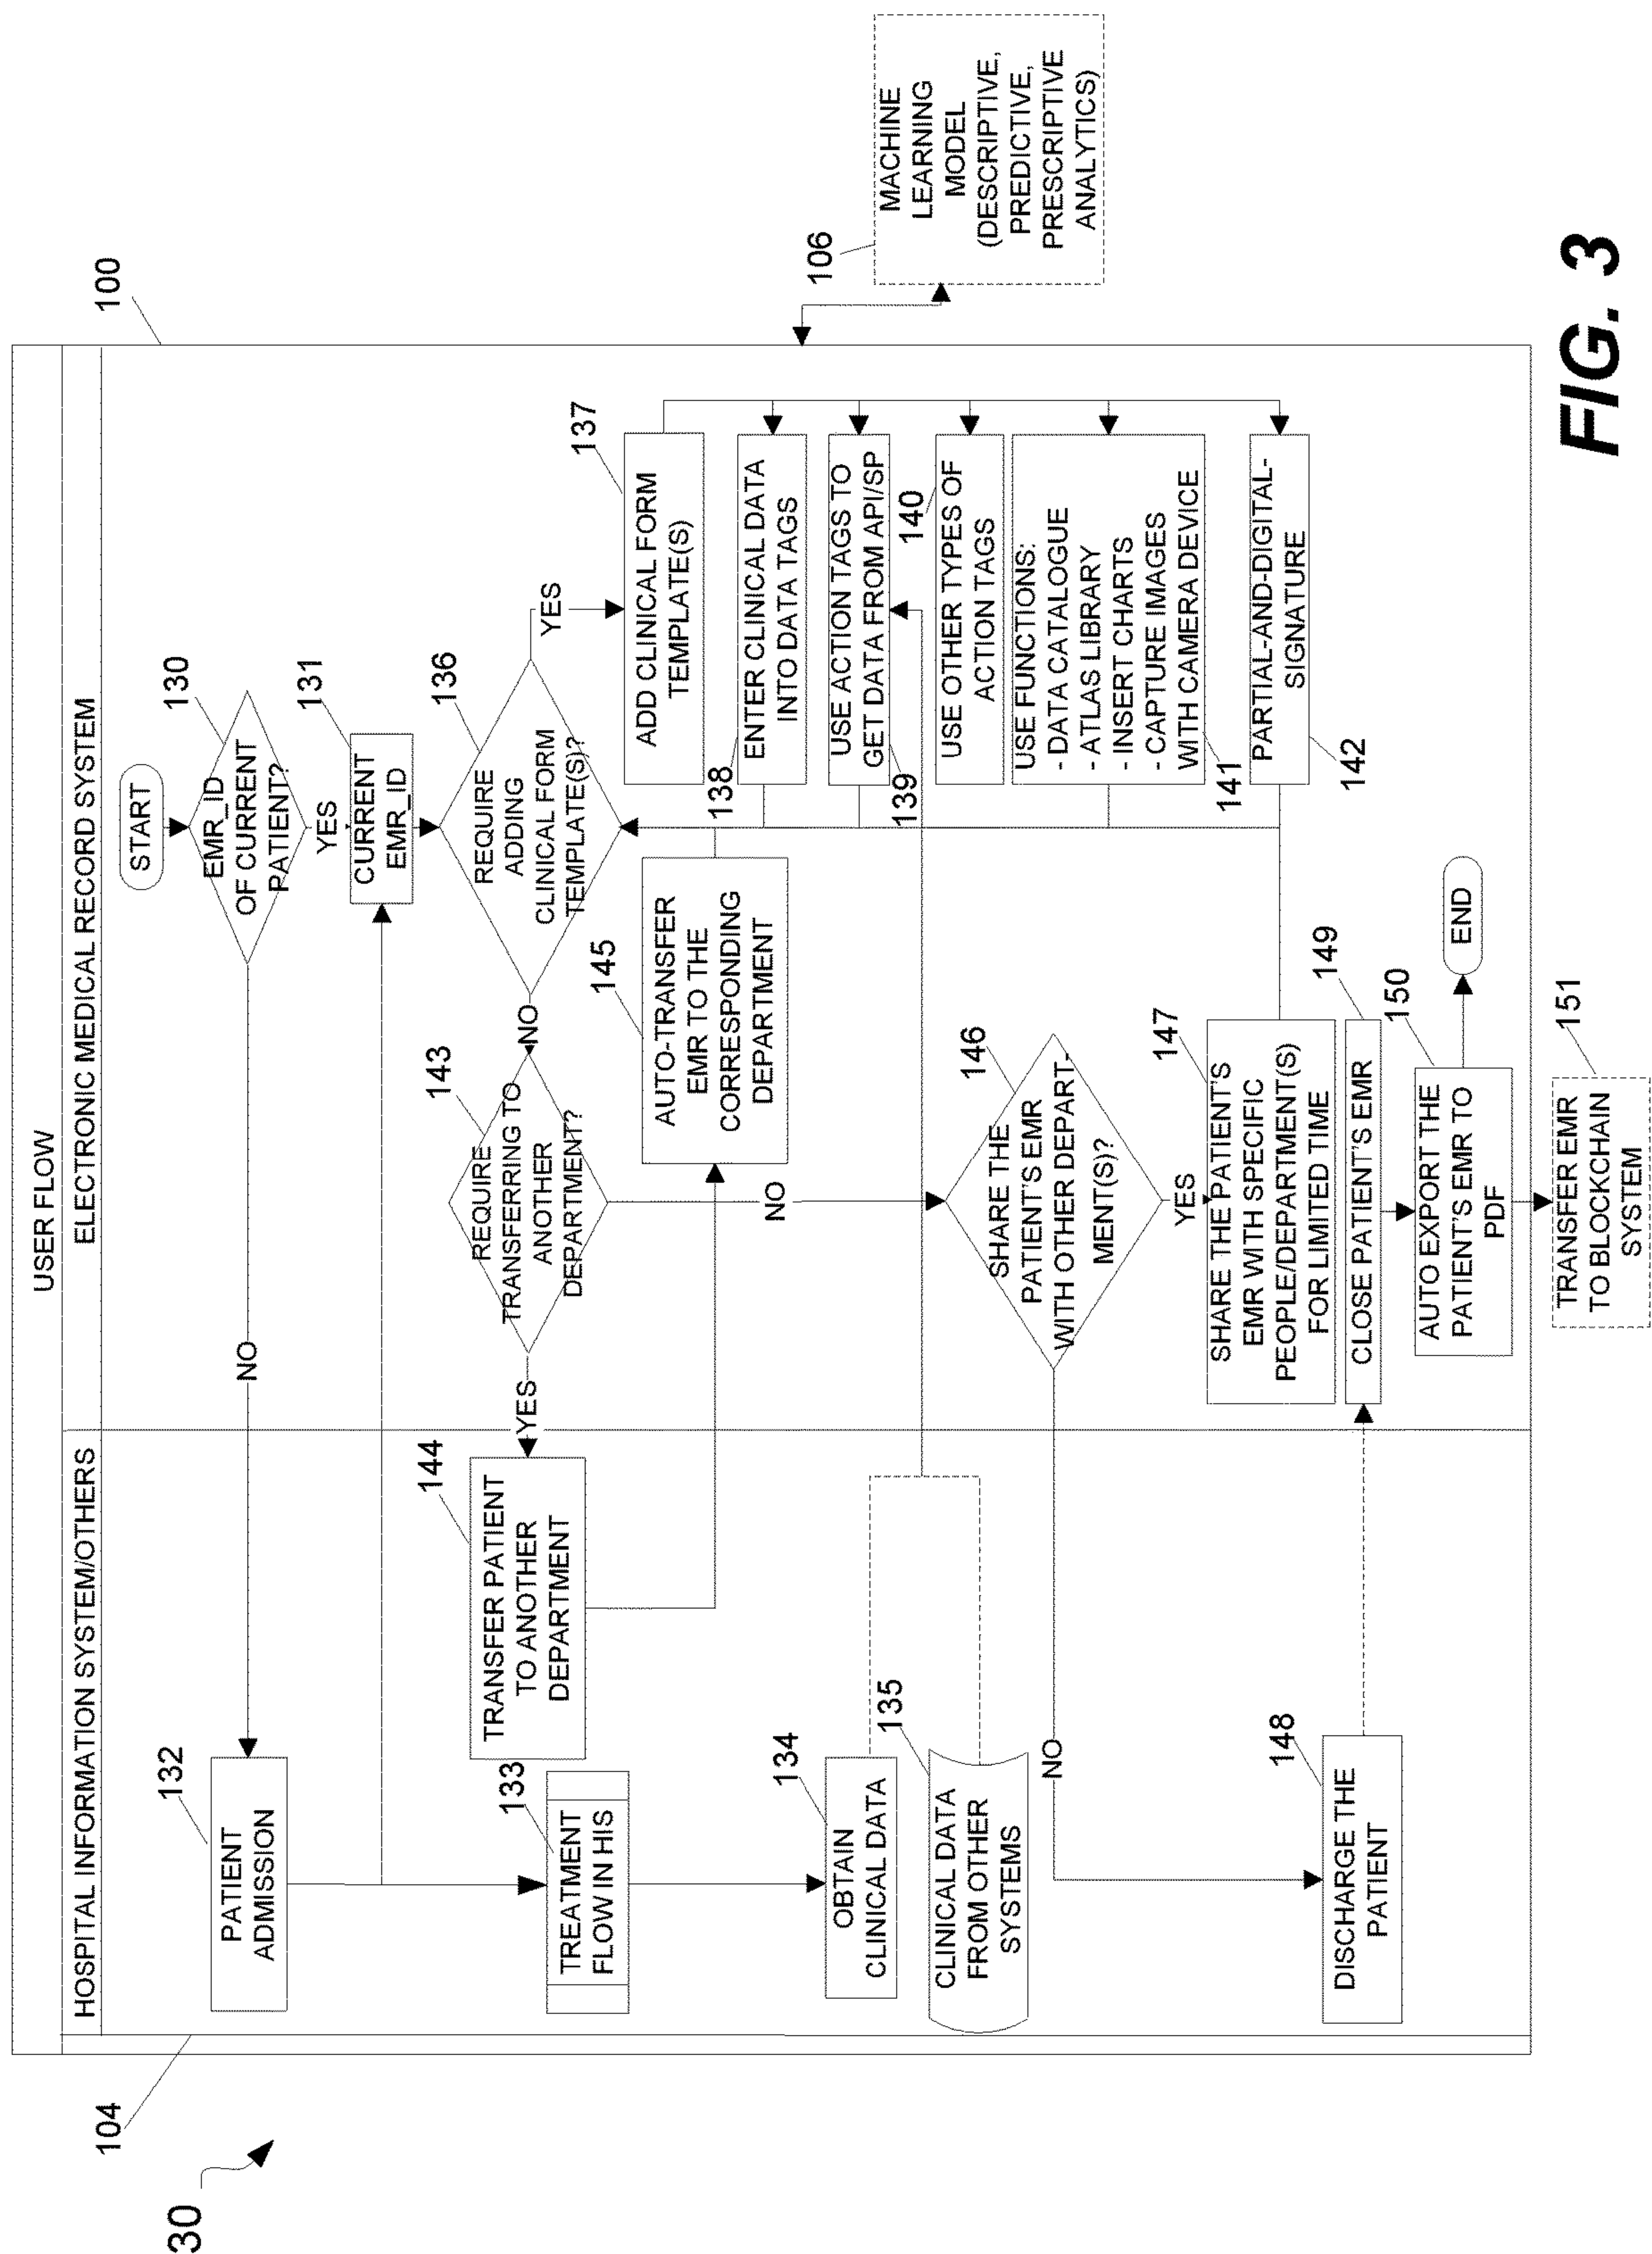 USER FLOW
HOSPITAL INFORMATION SYSTEM/OTHERS
ELECTRONIC MEDICAL RECORD SYSTEM
100
104
30
START
130
EMR_ID
OF CURRENT
PATIENT?
NO
YES
132
PATIENT
ADMISSION
131
CURRENT
EMR_ID
136
REQUIRE
ADDING
CLINICAL FORM
TEMPLATE(S)?
YES
NO
143
REQUIRE
TRANSFERRING TO
ANOTHER
DEPARTMENT?
YES
NO
144
TRANSFER PATIENT
TO ANOTHER
DEPARTMENT
133
TREATMENT
FLOW IN HIS
145
AUTO-TRANSFER
EMR TO THE
CORRESPONDING
DEPARTMENT
137
ADD CLINICAL FORM
TEMPLATE(S)
138
ENTER CLINICAL DATA
INTO DATA TAGS
139
USE ACTION TAGS TO
GET DATA FROM API/SP
140
USE OTHER TYPES OF
ACTION TAGS
141
USE FUNCTIONS:
- DATA CATALOGUE
- ATLAS LIBRARY
- INSERT CHARTS
- CAPTURE IMAGES
WITH CAMERA DEVICE
142
PARTIAL-AND-DIGITAL-
SIGNATURE
106
MACHINE
LEARNING
MODEL
(DESCRIPTIVE,
PREDICTIVE,
PRESCRIPTIVE
ANALYTICS)
134
OBTAIN
CLINICAL DATA
135
CLINICAL DATA
FROM OTHER
SYSTEMS
146
SHARE THE
PATIENT'S EMR
WITH OTHER DEPART-
MENT(S)?
NO
YES
147
SHARE THE PATIENT'S
EMR WITH SPECIFIC
PEOPLE/DEPARTMENT(S)
FOR LIMITED TIME
148
DISCHARGE THE
PATIENT
149
CLOSE PATIENT'S EMR
150
AUTO EXPORT THE
PATIENT'S EMR TO
PDF
END
151
TRANSFER EMR
TO BLOCKCHAIN
SYSTEM
FIG. 3